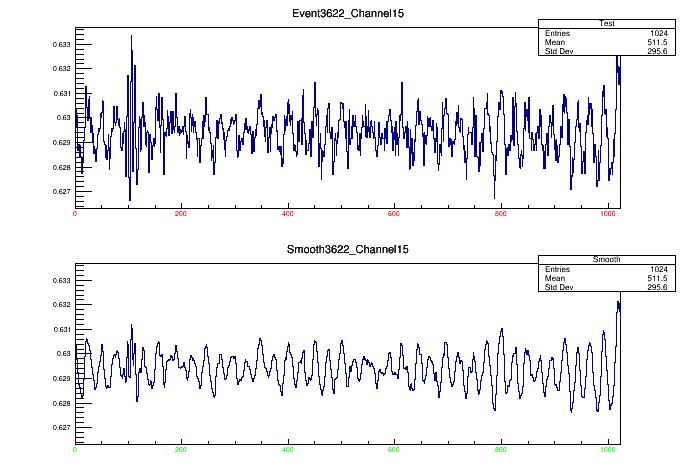 Event3622_Channel15
Test
Entries 1024
Mean 511.5
Std Dev 295.6
0.633
0.632
0.631
0.63
0.629
0.628
0.627
0 200 400 600 800 1000
Smooth3622_Channel15
Smooth
Entries 1024
Mean 511.5
Std Dev 295.6
0.633
0.632
0.631
0.63
0.629
0.628
0.627
0 200 400 600 800 1000